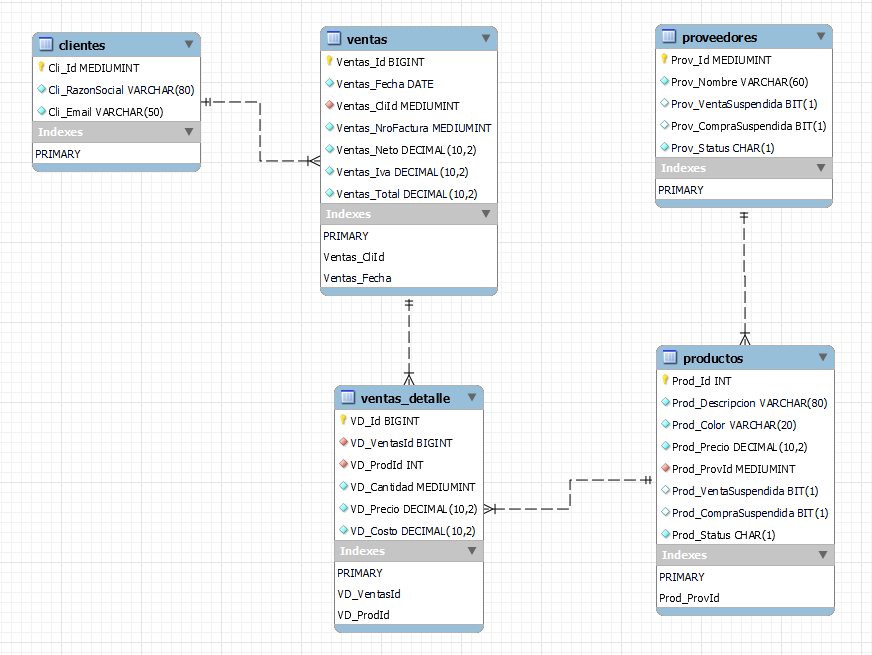 clientes
Cli_Id MEDIUMINT
Cli_RazonSocial VARCHAR(80)
Cli_Email VARCHAR(50)
Indexes
PRIMARY
ventas
Ventas_Id BIGINT
Ventas_Fecha DATE
Ventas_CliId MEDIUMINT
Ventas_NroFactura MEDIUMINT
Ventas_Neto DECIMAL(10,2)
Ventas_Iva DECIMAL(10,2)
Ventas_Total DECIMAL(10,2)
Indexes
PRIMARY
Ventas_CliId
Ventas_Fecha
proveedores
Prov_Id MEDIUMINT
Prov_Nombre VARCHAR(60)
Prov_VentaSuspendida BIT(1)
Prov_CompraSuspendida BIT(1)
Prov_Status CHAR(1)
Indexes
PRIMARY
ventas_detalle
VD_Id BIGINT
VD_VentasId BIGINT
VD_ProdId INT
VD_Cantidad MEDIUMINT
VD_Precio DECIMAL(10,2)
VD_Costo DECIMAL(10,2)
Indexes
PRIMARY
VD_VentasId
VD_ProdId
productos
Prod_Id INT
Prod_Descripcion VARCHAR(80)
Prod_Color VARCHAR(20)
Prod_Precio DECIMAL(10,2)
Prod_ProvId MEDIUMINT
Prod_VentaSuspendida BIT(1)
Prod_CompraSuspendida BIT(1)
Prod_Status CHAR(1)
Indexes
PRIMARY
Prod_ProvId